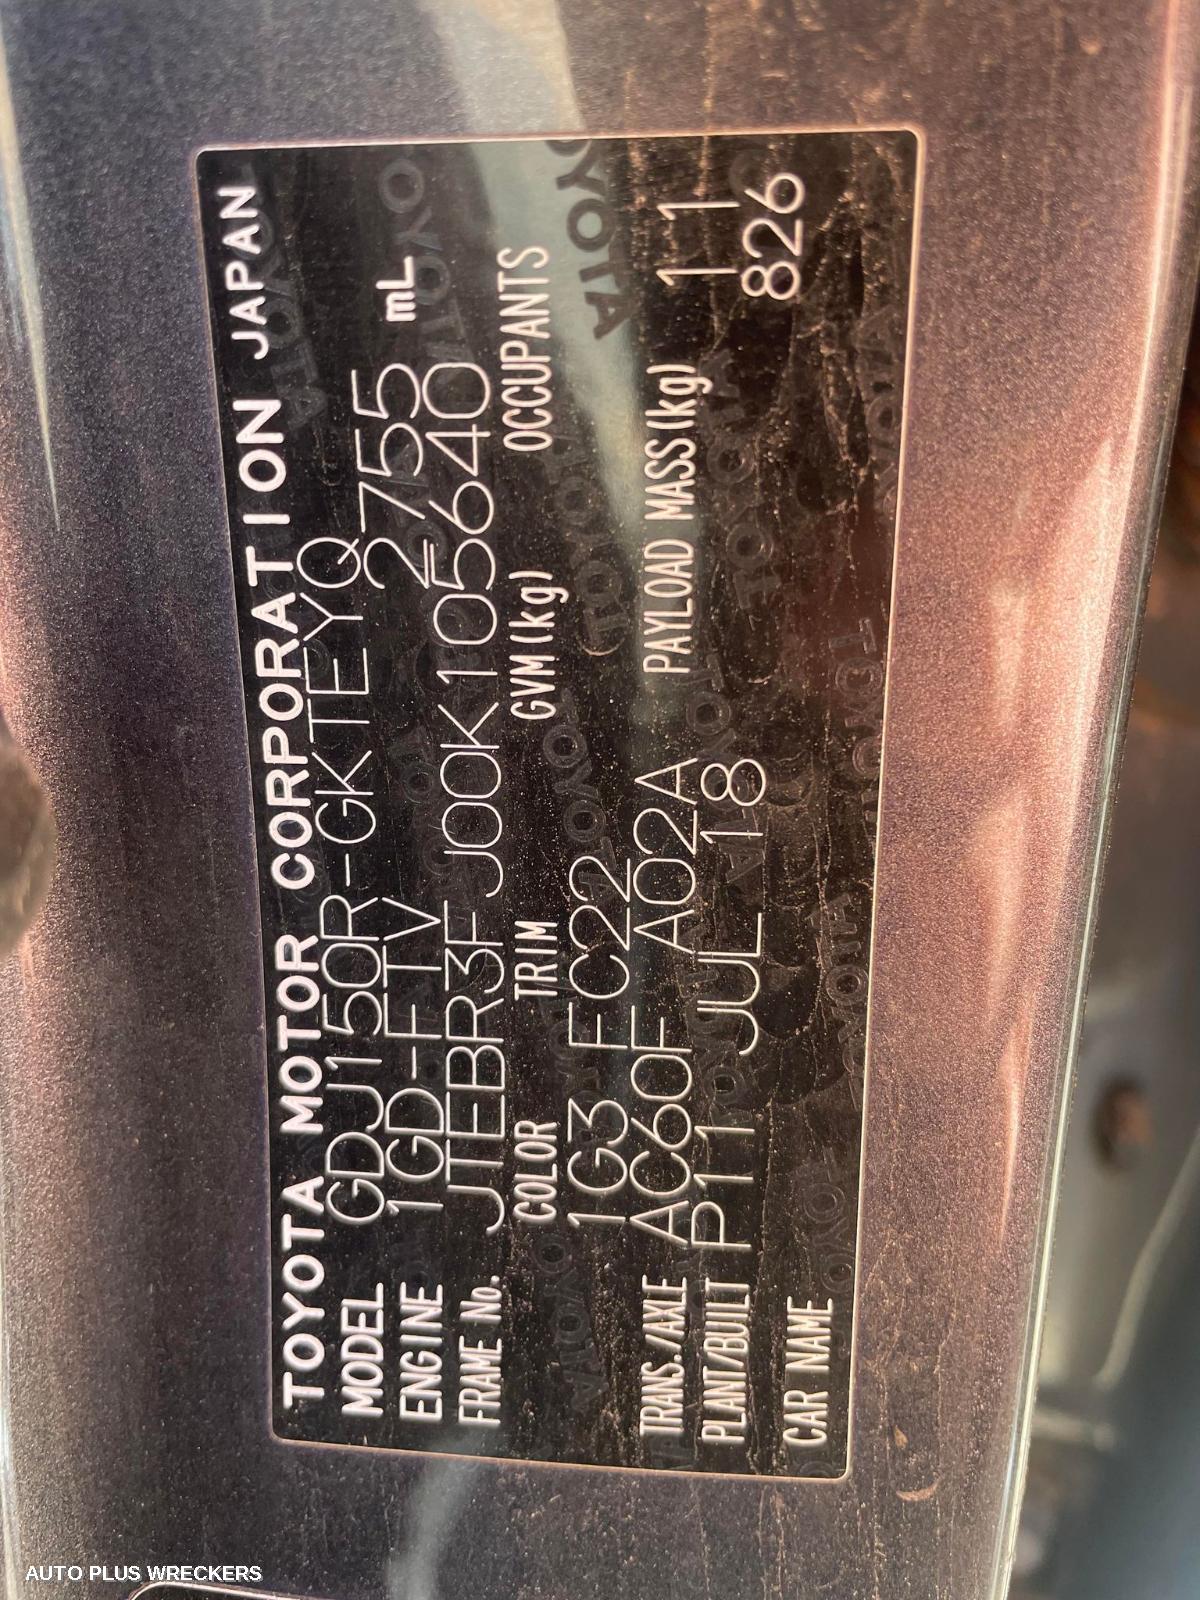 TOYOTA MOTOR CORPORATION JAPAN
MODEL GDJ150R-GKTEYQ
ENGINE 1GD-FTV 2755 mL
FRAME No. JTEBR3FJ00K105640
COLOR TRIM GVM(kg) OCCUPANTS
1G3 FC22
TRANS./AXLE AC60F A02A PAYLOAD MASS(kg) 11
PLANT/BUILT P11 JUL 18 826
CAR NAME
AUTO PLUS WRECKERS